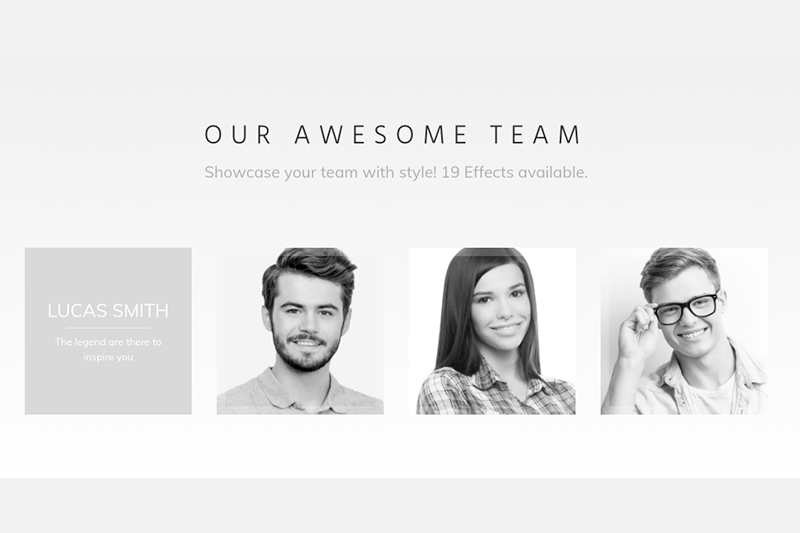 OUR AWESOME TEAM
Showcase your team with style! 19 Effects available.
LUCAS SMITH
The legend are there to
inspire you